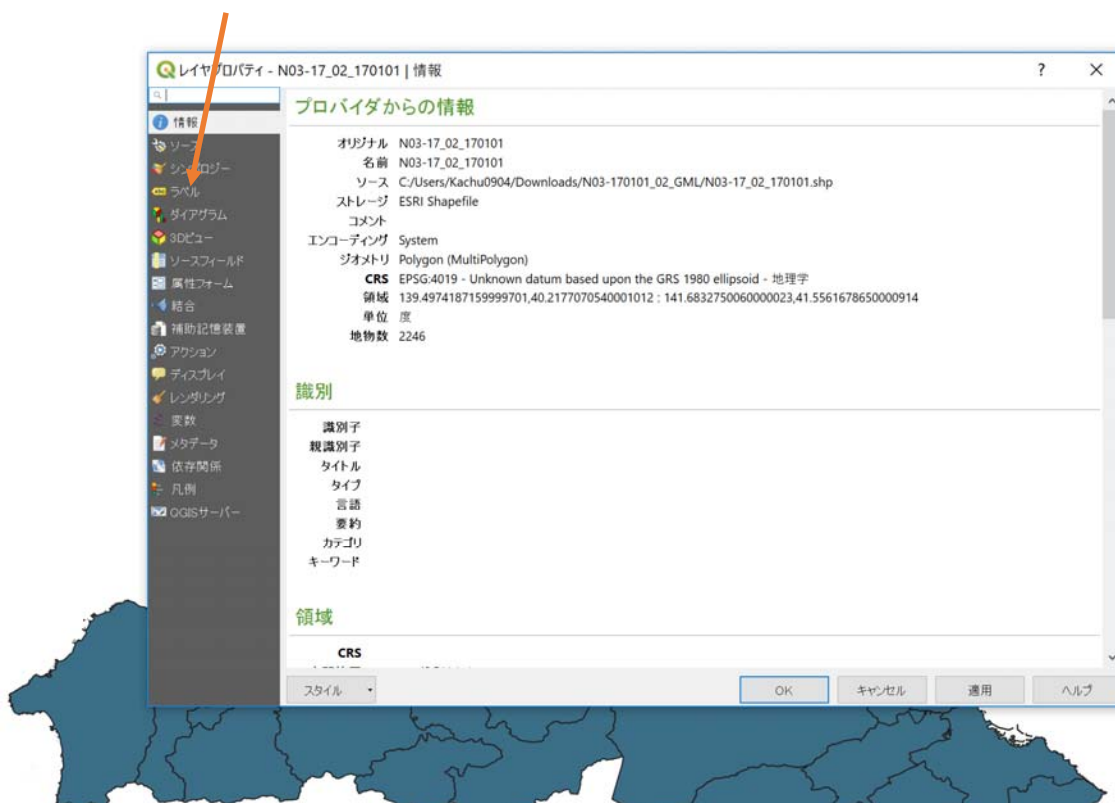 レイヤプロパティ - N03-17_02_170101 | 情報
情報
ソース
シンボロジー
ラベル
ダイアグラム
3Dビュー
ソースフィールド
属性フォーム
結合
補助記憶装置
アクション
ディスプレイ
レンダリング
変数
メタデータ
依存関係
凡例
QGISサーバー
プロバイダからの情報
オリジナル N03-17_02_170101
名前 N03-17_02_170101
ソース C:/Users/Kachu0904/Downloads/N03-170101_02_GML/N03-17_02_170101.shp
ストレージ ESRI Shapefile
コメント
エンコーディング System
ジオメトリ Polygon (MultiPolygon)
CRS EPSG:4019 - Unknown datum based upon the GRS 1980 ellipsoid - 地理学
領域 139.4974187159999701,40.2177070540001012 : 141.6832750060000023,41.5561678650000914
単位 度
地物数 2246
識別
識別子
親識別子
タイトル
タイプ
言語
要約
カテゴリ
キーワード
領域
CRS
スタイル
OK キャンセル 適用 ヘルプ